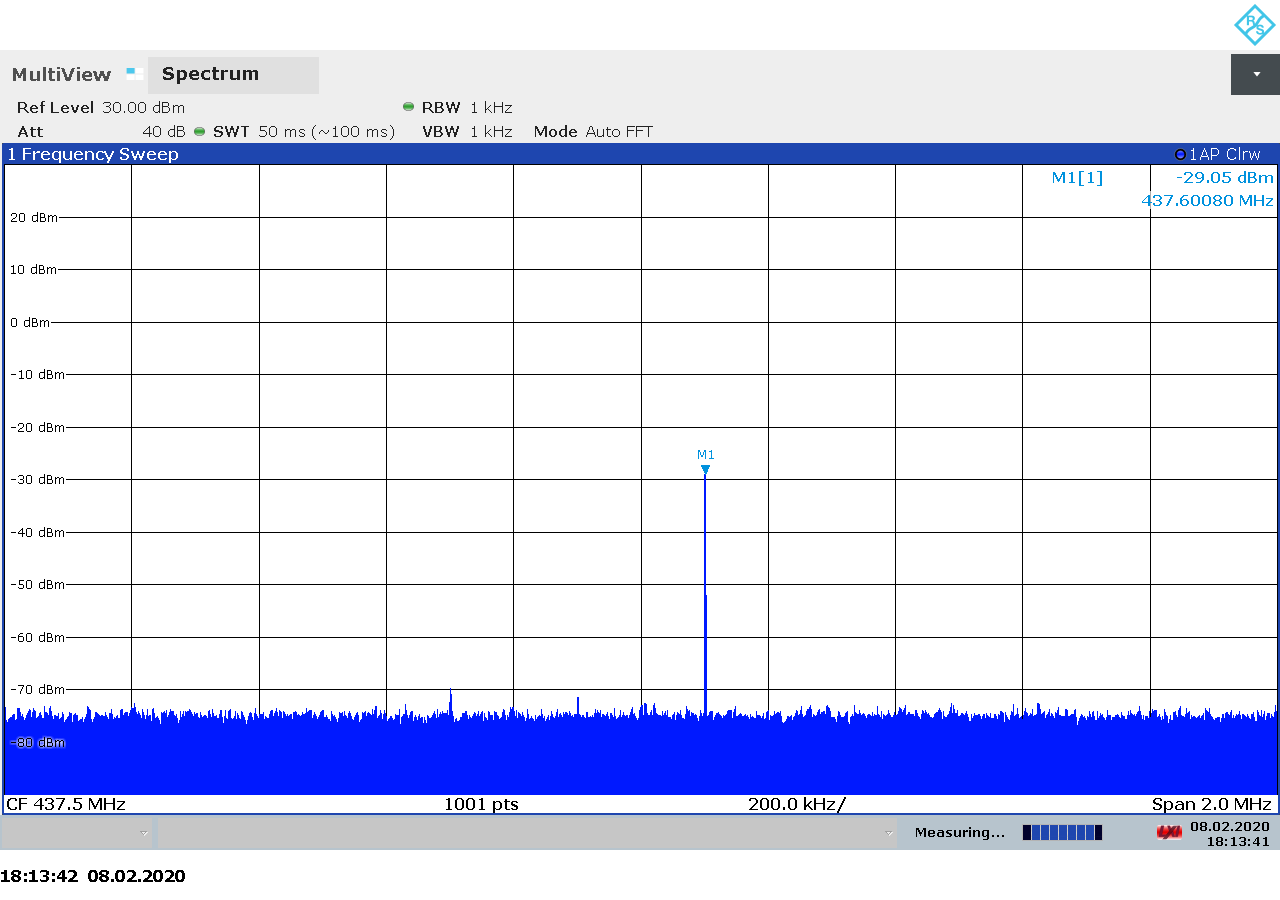 R/S
MultiView Spectrum
Ref Level 30.00 dBm RBW 1 kHz
Att 40 dB SWT 50 ms (~100 ms) VBW 1 kHz Mode Auto FFT
1 Frequency Sweep 1AP Clrw
M1[1] -29.05 dBm
437.60080 MHz
20 dBm
10 dBm
0 dBm
-10 dBm
-20 dBm
M1
-30 dBm
-40 dBm
-50 dBm
-60 dBm
-70 dBm
-80 dBm
CF 437.5 MHz 1001 pts 200.0 kHz/ Span 2.0 MHz
Measuring... LXI 08.02.2020
18:13:41
18:13:42 08.02.2020